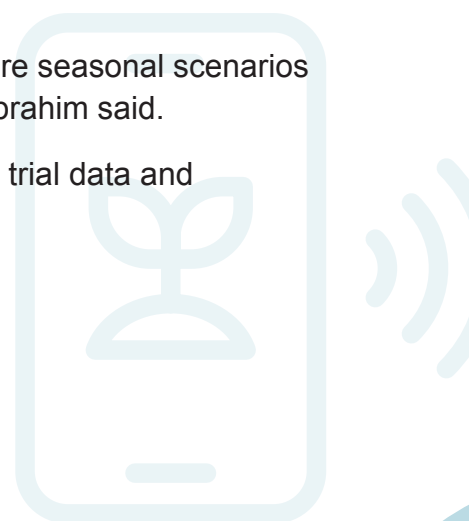 re seasonal scenarios
brahim said.
trial data and